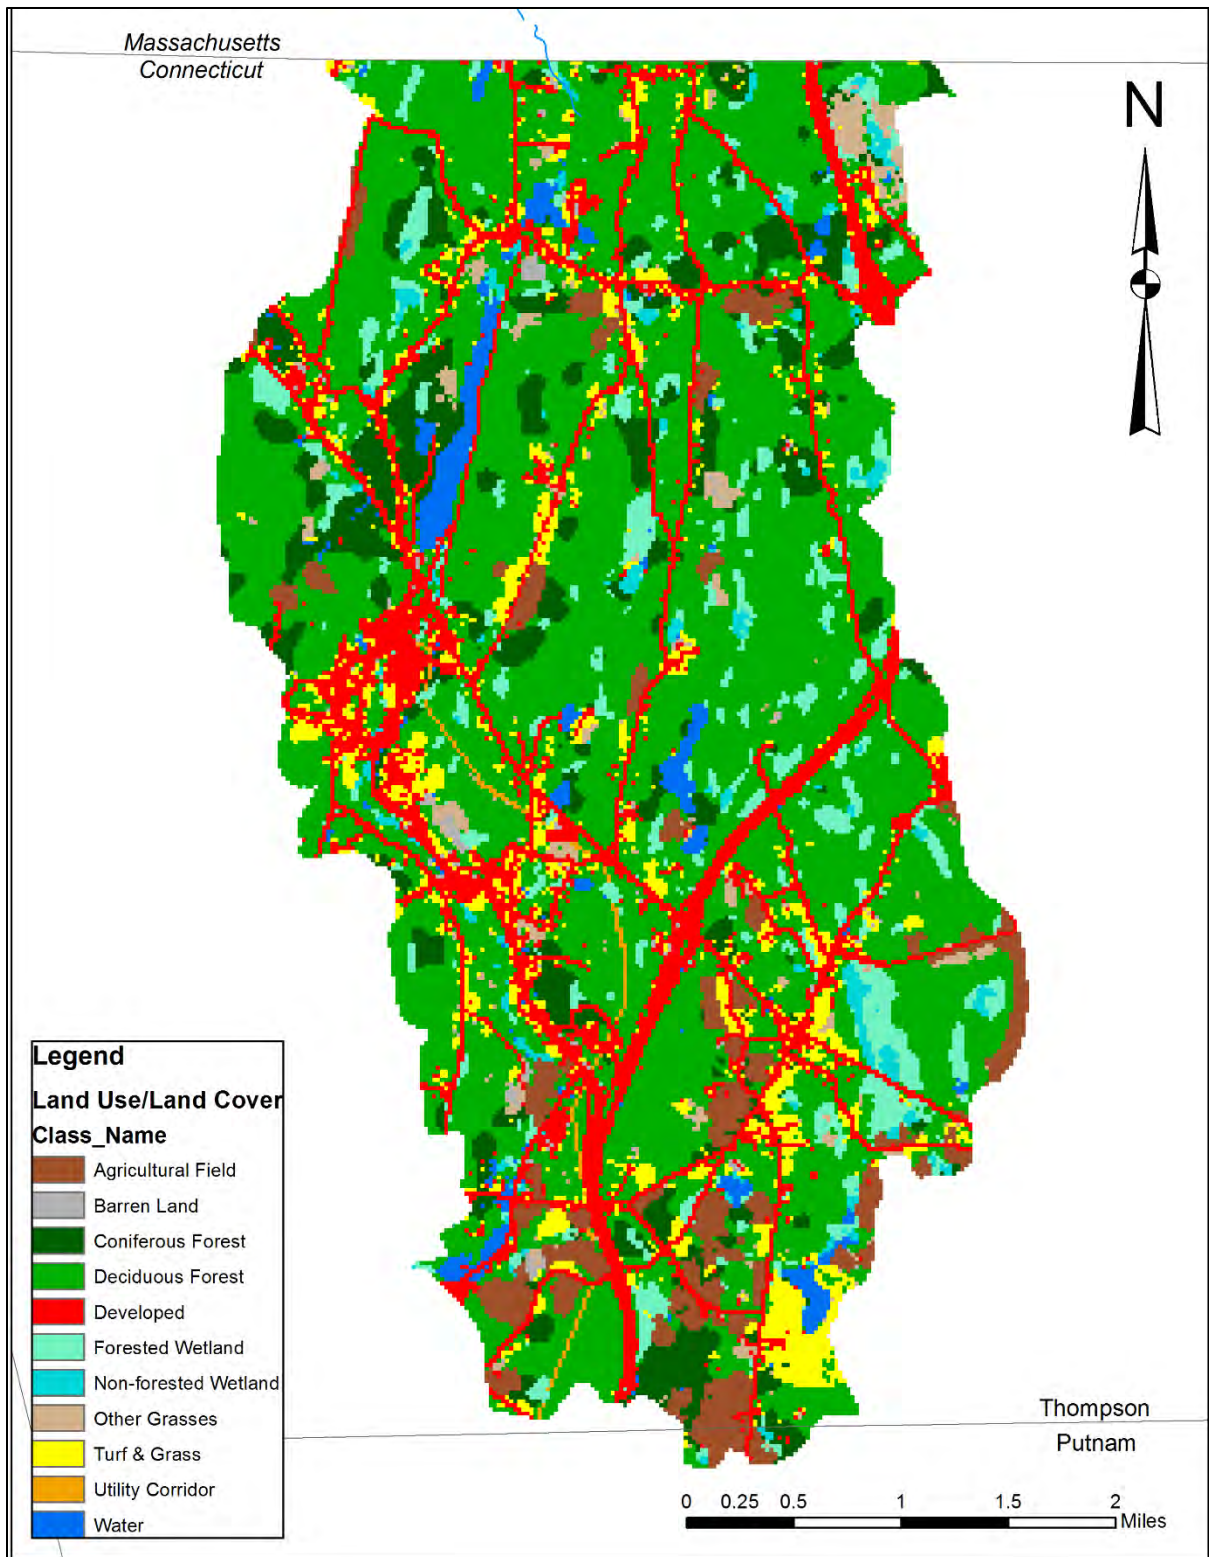 Massachusetts
Connecticut
N
Legend
Land Use/Land Cover
Class_Name
Agricultural Field
Barren Land
Coniferous Forest
Deciduous Forest
Developed
Forested Wetland
Non-forested Wetland
Other Grasses
Turf & Grass
Utility Corridor
Water
Thompson
Putnam
0 0.25 0.5 1 1.5 2
Miles